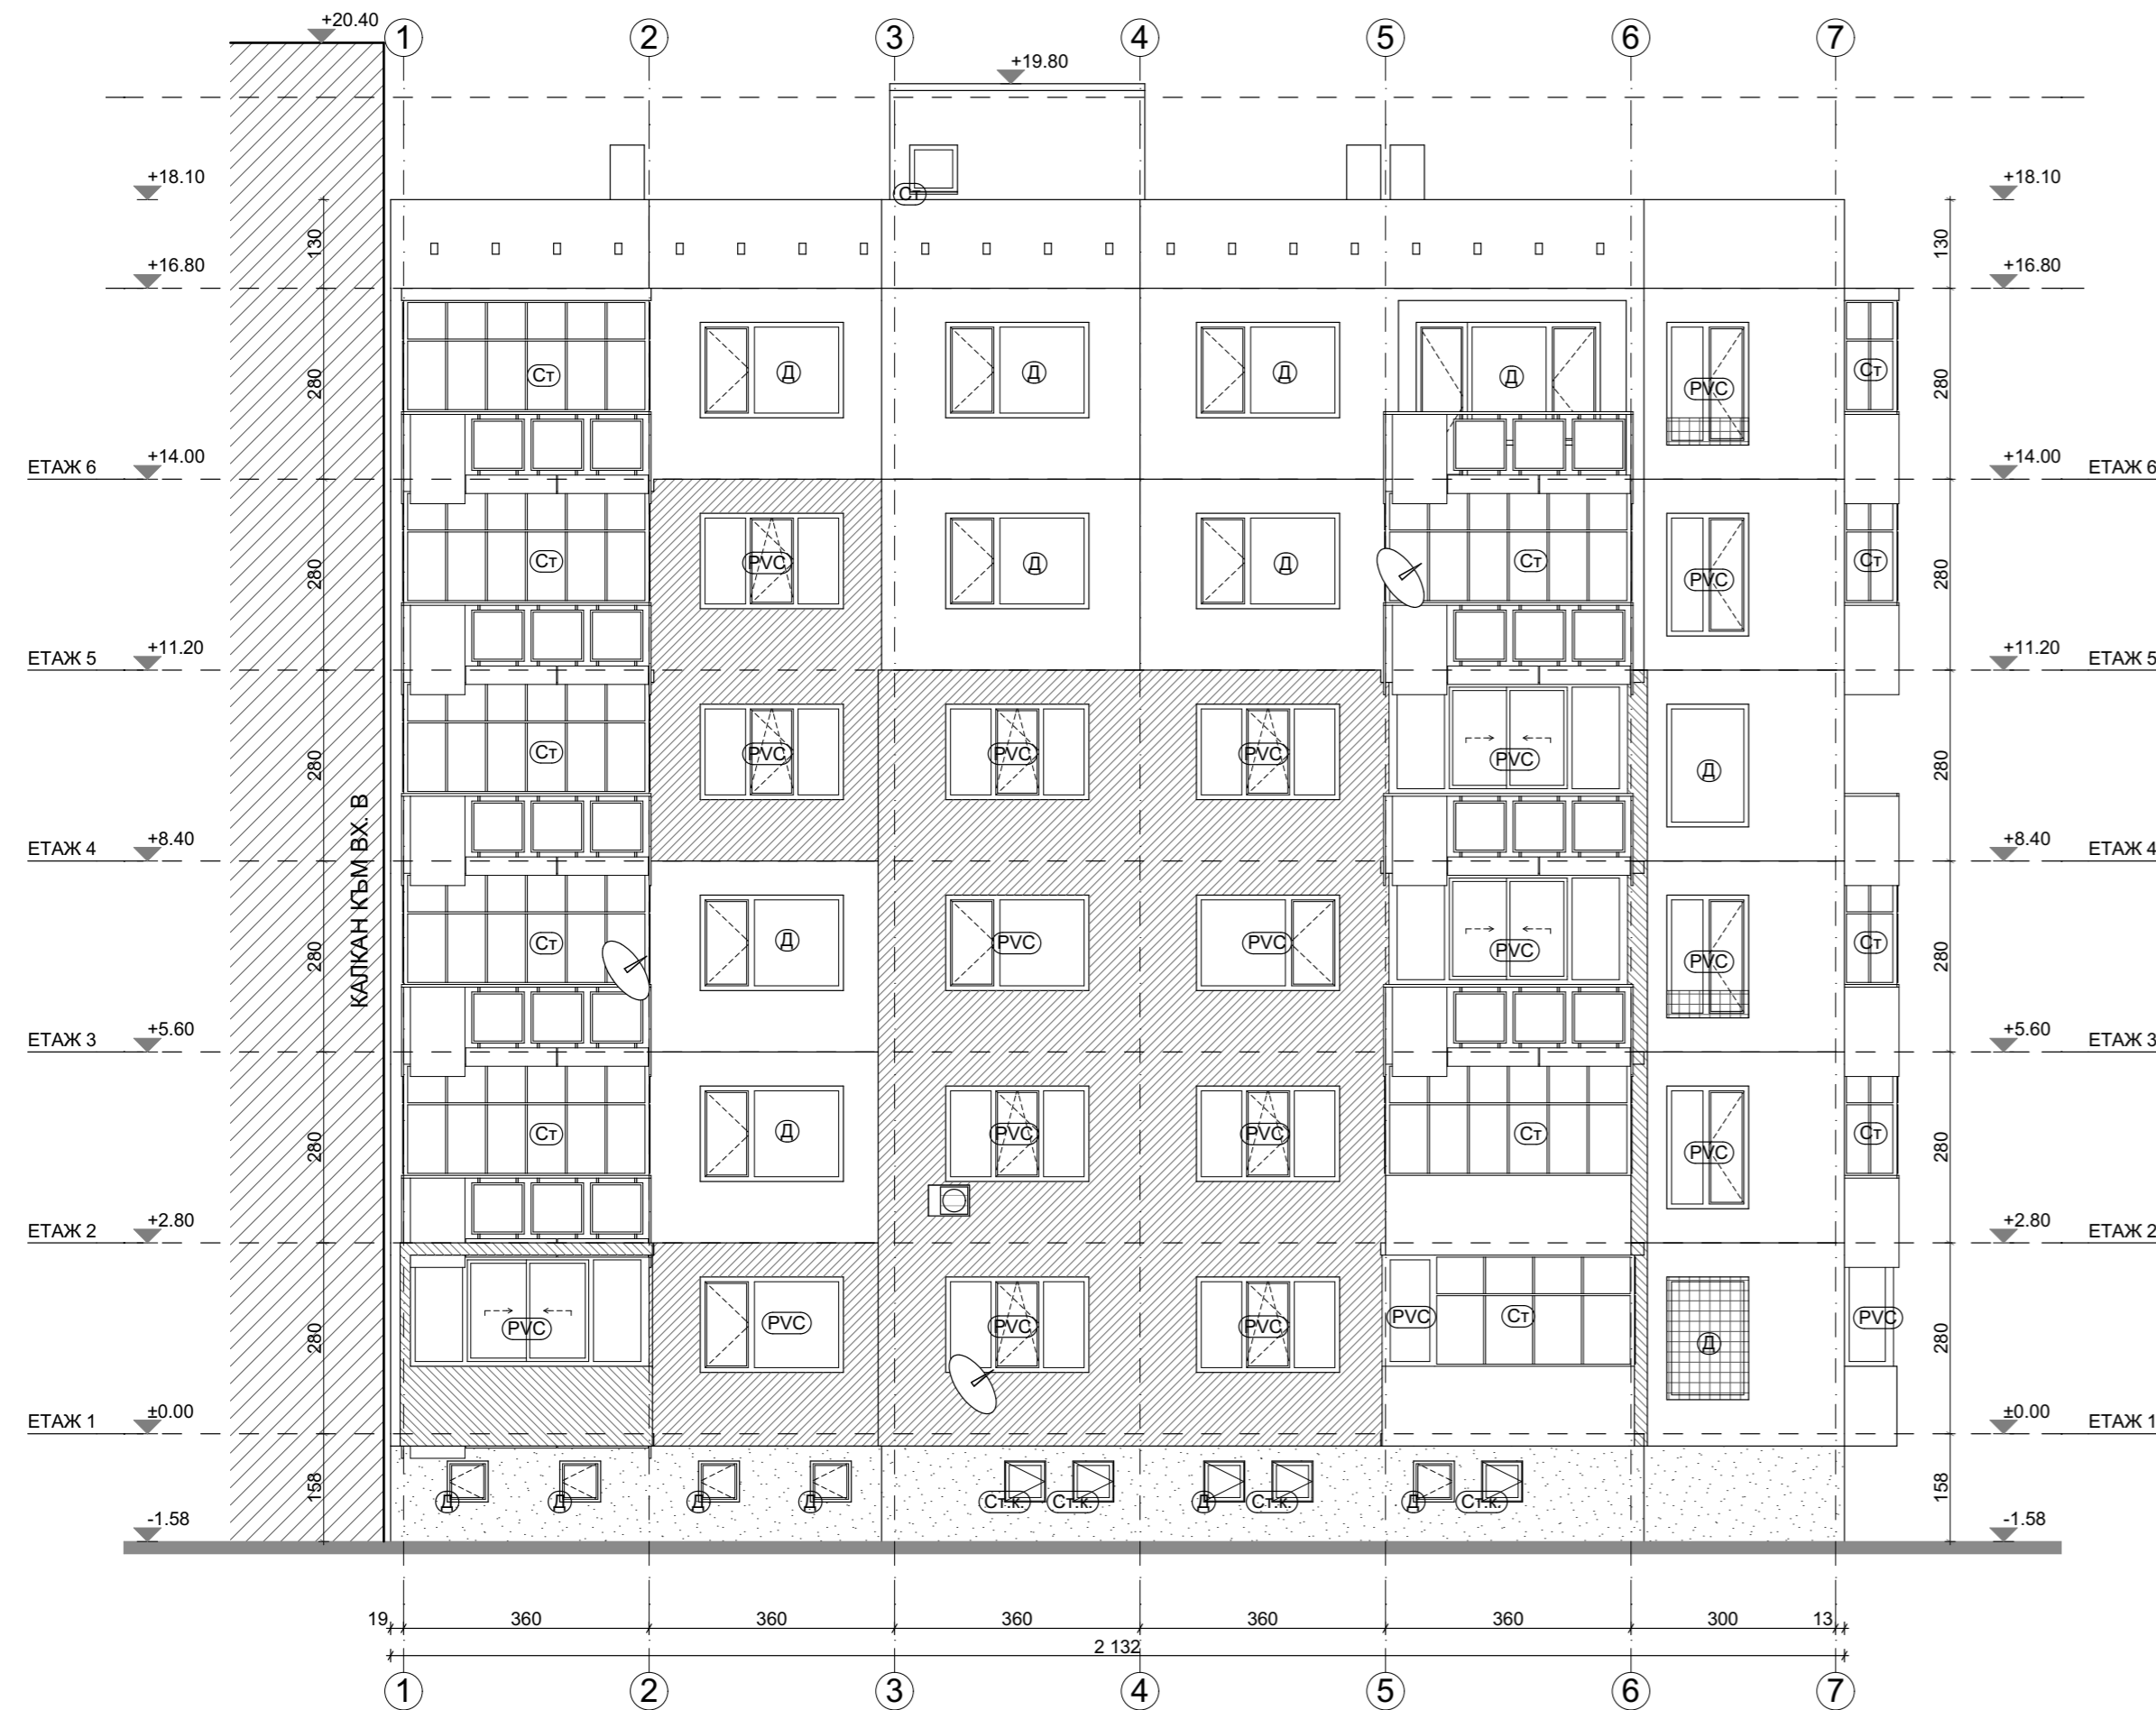 +20.40
1 2 3 4 5 6 7
+19.80
+18.10 +18.10
Ст
130 130
+16.80 +16.80
Ст Д Д Д Д PVC Ст
280 280
ЕТАЖ 6 +14.00 +14.00 ЕТАЖ 6
Ст PVC Д Д Ст PVC Ст
280 280
ЕТАЖ 5 +11.20 +11.20 ЕТАЖ 5
Ст PVC PVC PVC PVC Д
280 280
КАЛКАН КЪМ ВХ. В
ЕТАЖ 4 +8.40 +8.40 ЕТАЖ 4
Ст Д PVC PVC PVC PVC Ст
280 280
ЕТАЖ 3 +5.60 +5.60 ЕТАЖ 3
Ст Д PVC PVC Ст PVC Ст
280 280
ЕТАЖ 2 +2.80 +2.80 ЕТАЖ 2
PVC PVC PVC PVC PVC Ст Д PVC
280 280
ЕТАЖ 1 ±0.00 ±0.00 ЕТАЖ 1
158 158
Д Д Д Д Ст.к. Ст.к. Д Ст.к. Д Ст.к.
-1.58 -1.58
19 360 360 360 360 360 300 13
2 132
1 2 3 4 5 6 7